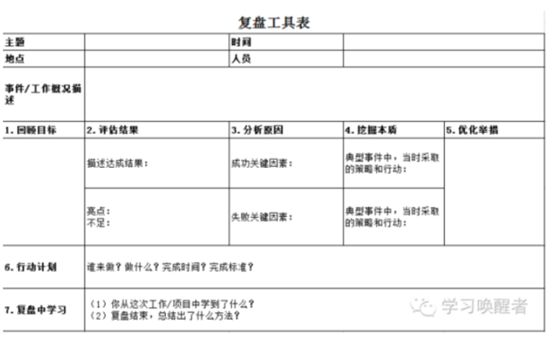 复盘工具表
主题
时间
地点
人员
事件/工作概况描
述
1.回顾目标
2.评估结果
3.分析原因
4.挖掘本质
5.优化举措
描述达成结果：
成功关键因素：
典型事件中，当时采取
的策略和行动：
亮点：
不足：
失败关键因素：
典型事件中，当时采取
的策略和行动：
6.行动计划
谁来做？做什么？完成时间？完成标准？
7.复盘中学习
（1）你从这次工作/项目中学到了什么？
（2）复盘结束，总结出了什么方法？
学习唤醒者